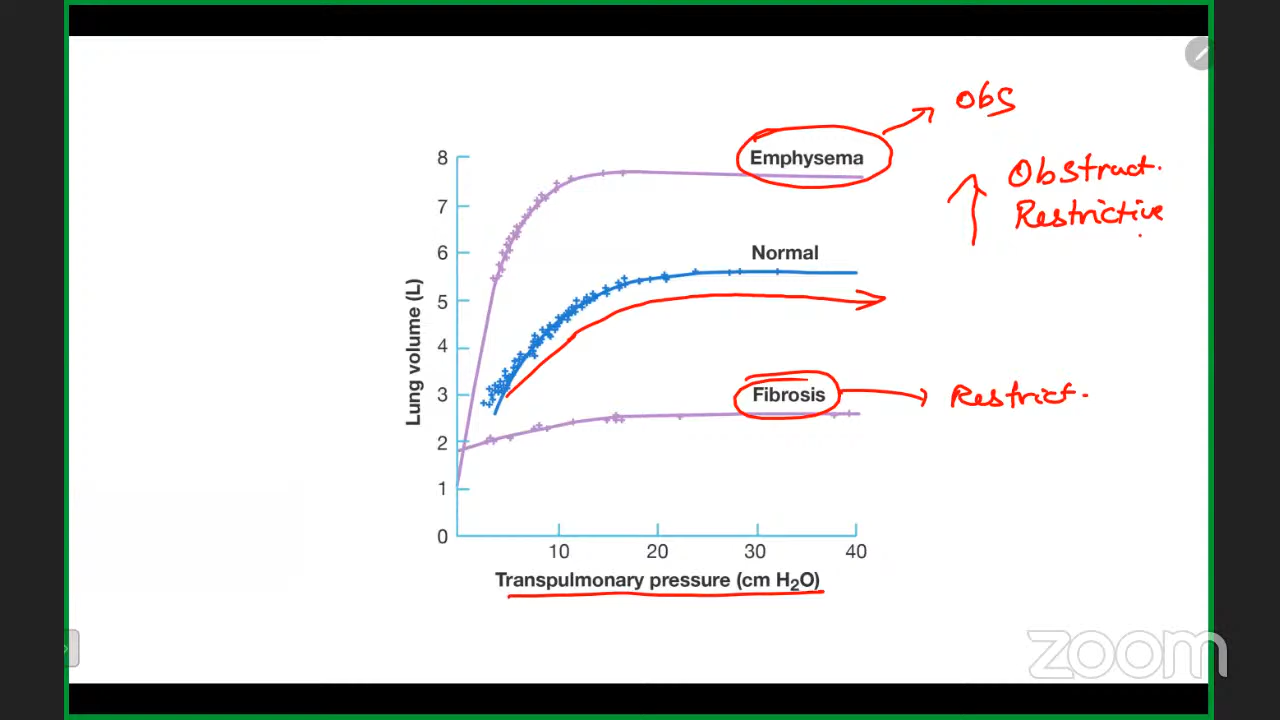 Obs
8
Emphysema
Obstruct.
7
Restrictive
6
Normal
5
Lung volume (L)
4
3
Fibrosis
Restrict.
2
1
0
10 20 30 40
Transpulmonary pressure (cm H₂O)
zoom